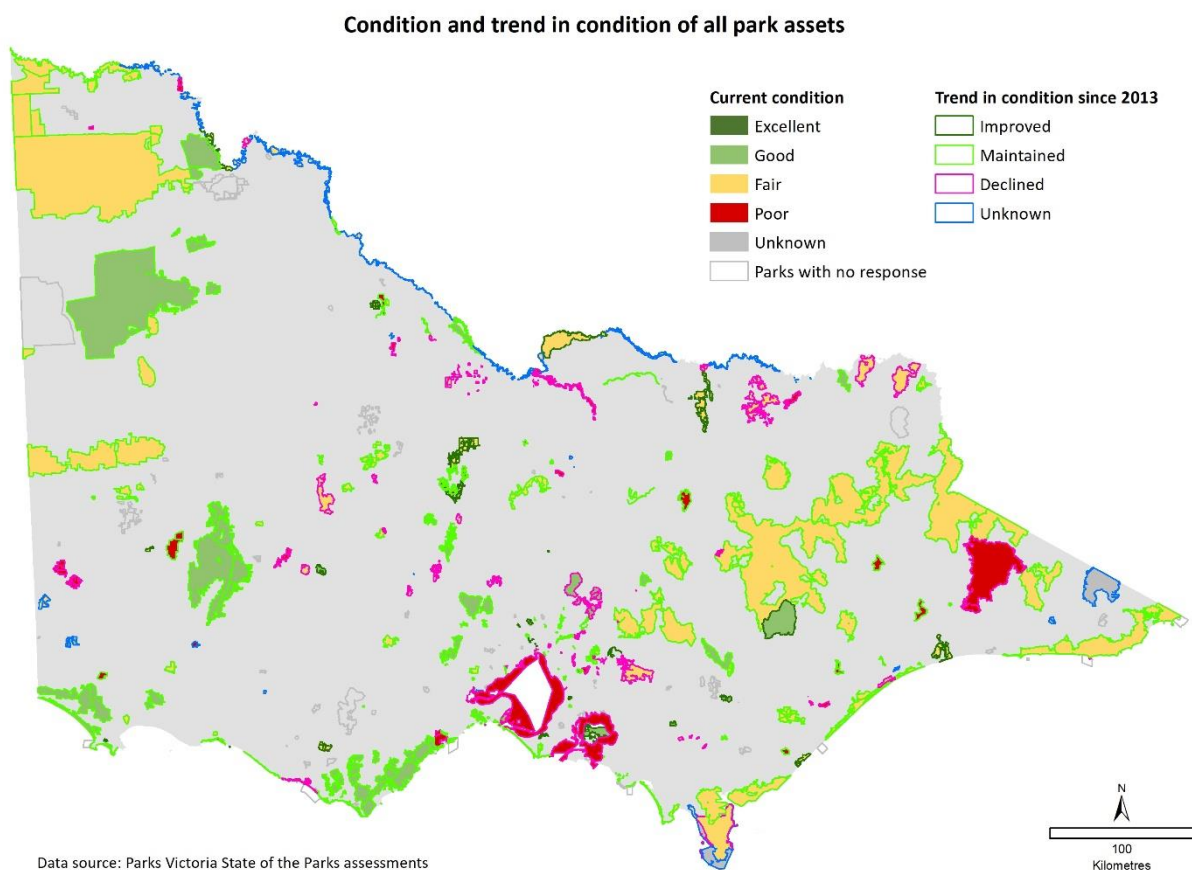 Condition and trend in condition of all park assets
Current condition
Excellent
Good
Fair
Poor
Unknown
Parks with no response
Trend in condition since 2013
Improved
Maintained
Declined
Unknown
N
100
Kilometres
Data source: Parks Victoria State of the Parks assessments